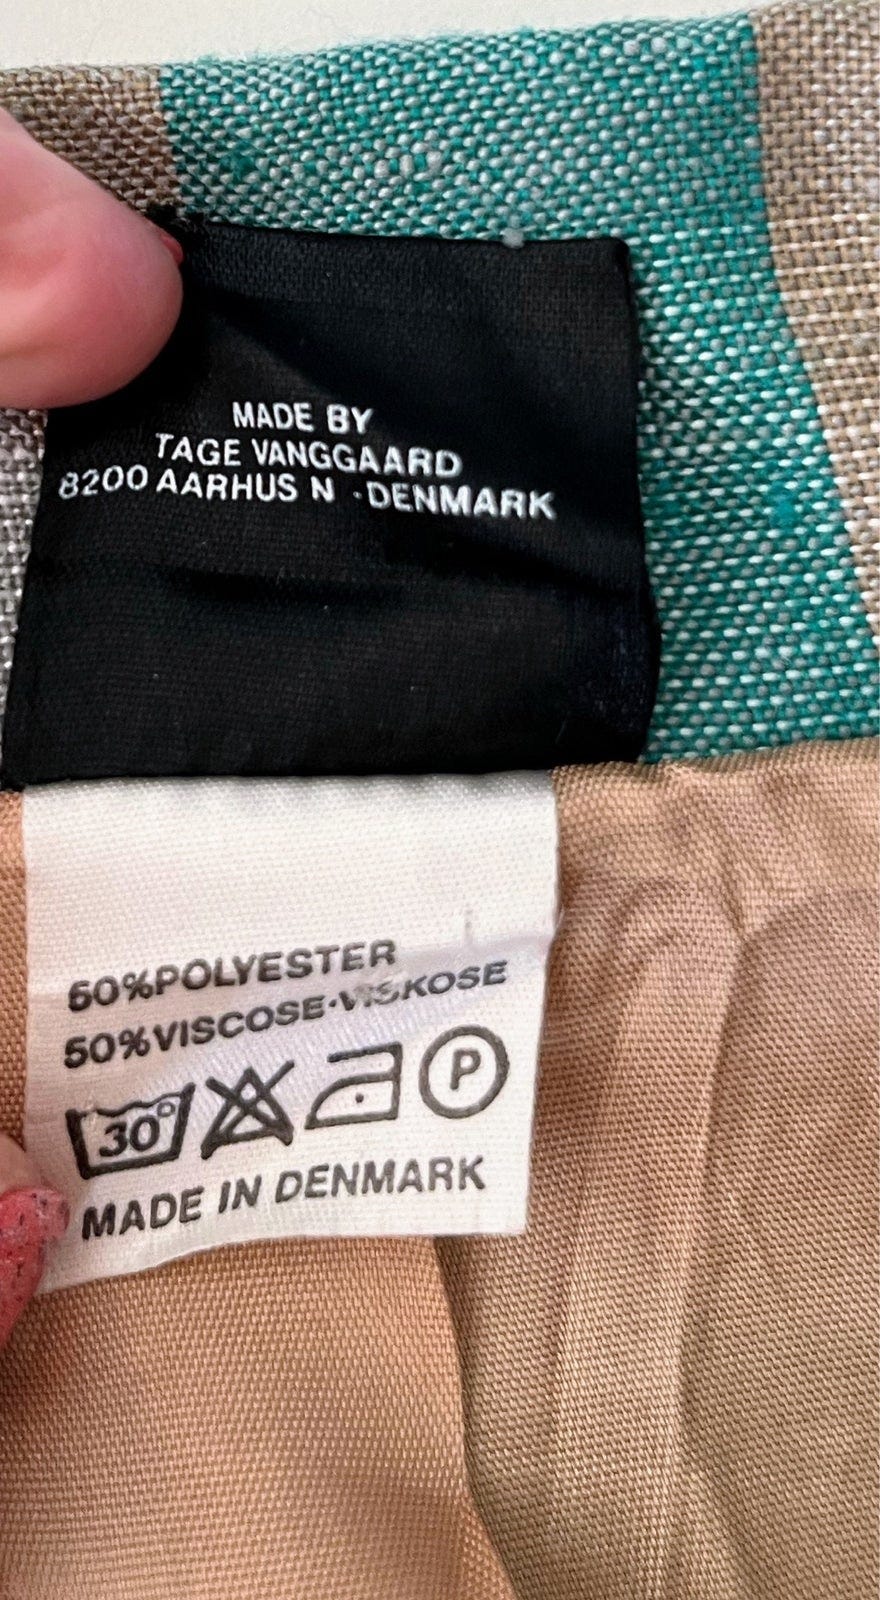 MADE BY
TAGE VANGGAARD
8200 AARHUS N - DENMARK
50%POLYESTER
50%VISCOSE·VISKOSE
30° P
MADE IN DENMARK